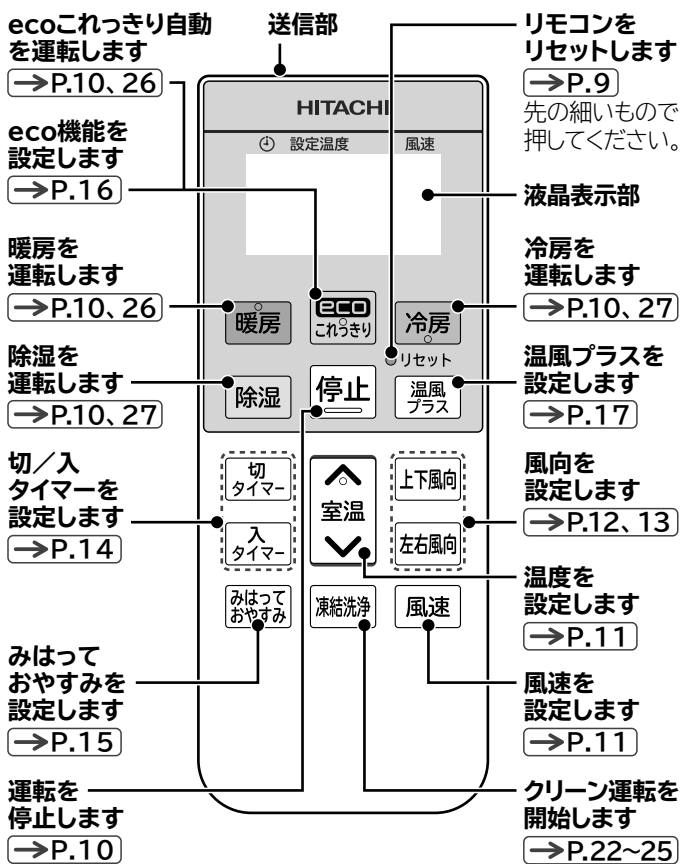 ecoこれっきり自動
を運転します
→P.10、26
eco機能を
設定します
→P.16
暖房を
運転します
→P.10、26
除湿を
運転します
→P.10、27
切／入
タイマーを
設定します
→P.14
みはって
おやすみを
設定します
→P.15
運転を
停止します
→P.10
送信部
HITACHI
設定温度 風速
暖房
eco
これっきり
冷房
リセット
除湿
停止
温風
プラス
切
タイマー
室温
上下風向
入
タイマー
左右風向
みはって
おやすみ
凍結洗浄
風速
リモコンを
リセットします
→P.9
先の細いもので
押してください。
液晶表示部
冷房を
運転します
→P.10、27
温風プラスを
設定します
→P.17
風向を
設定します
→P.12、13
温度を
設定します
→P.11
風速を
設定します
→P.11
クリーン運転を
開始します
→P.22~25